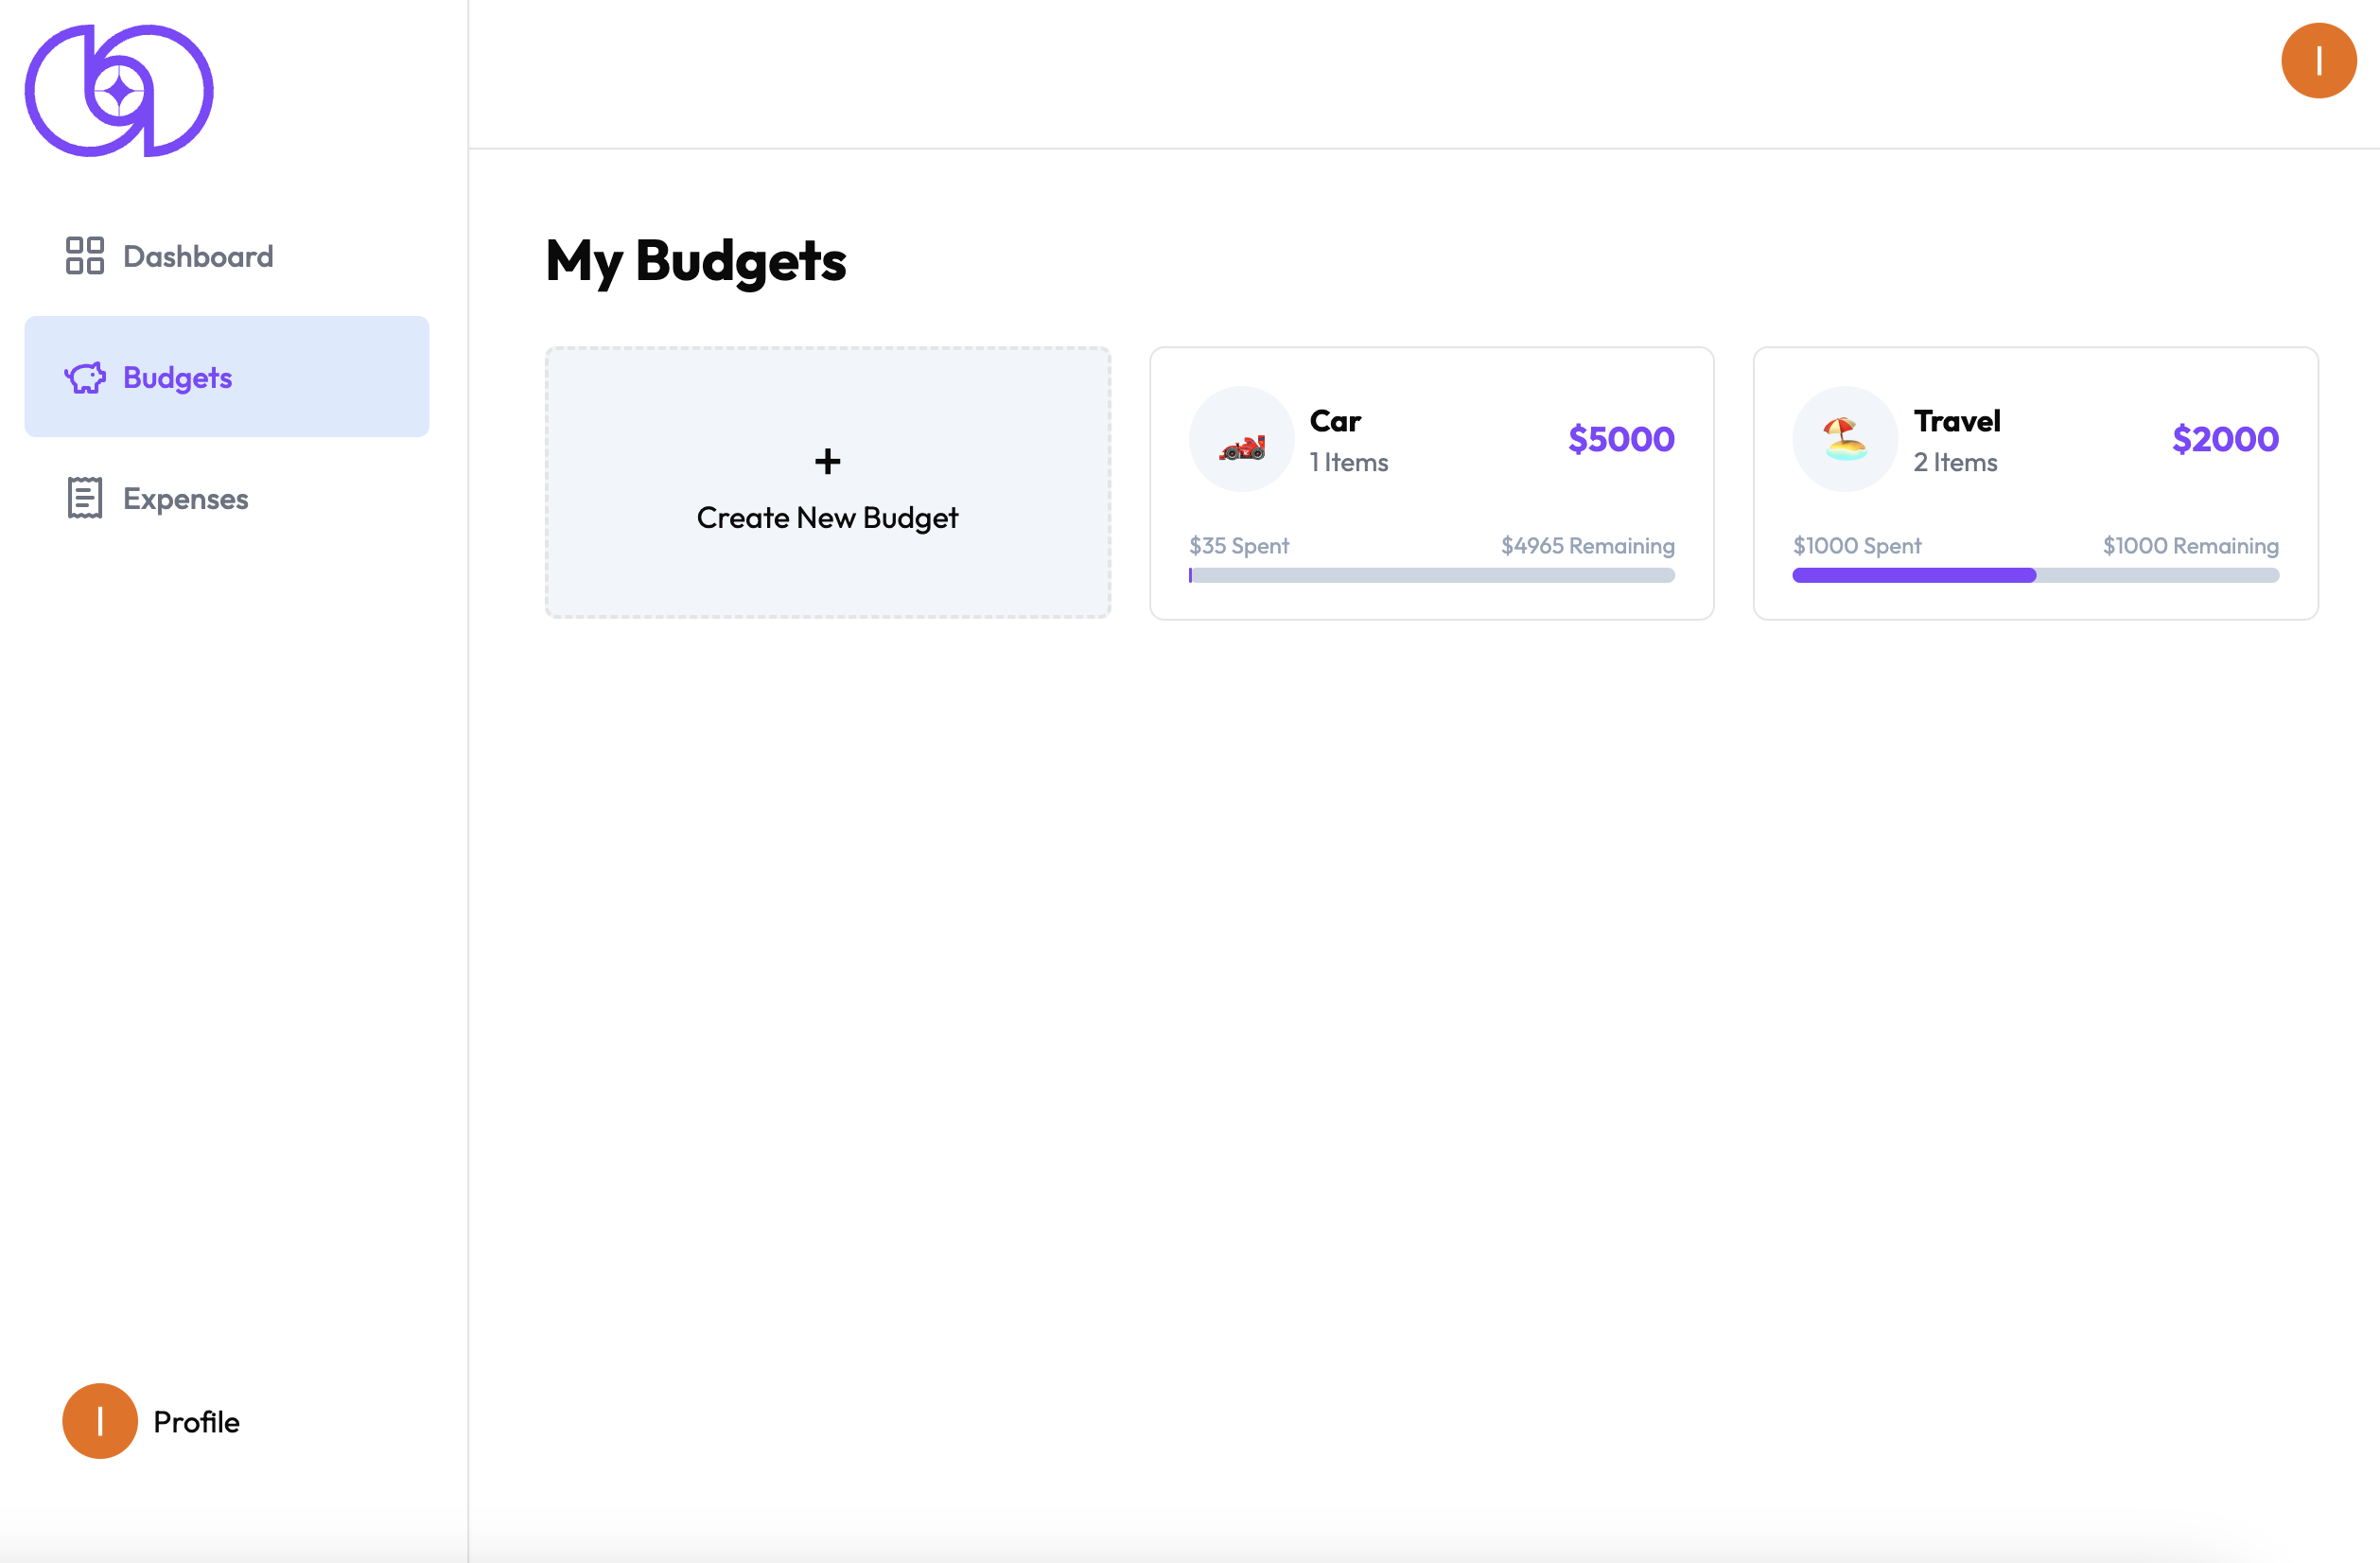 Dashboard
Budgets
Expenses
Profile
I
I
My Budgets
+
Create New Budget
Car
1 Items
$5000
$35 Spent
$4965 Remaining
Travel
2 Items
$2000
$1000 Spent
$1000 Remaining